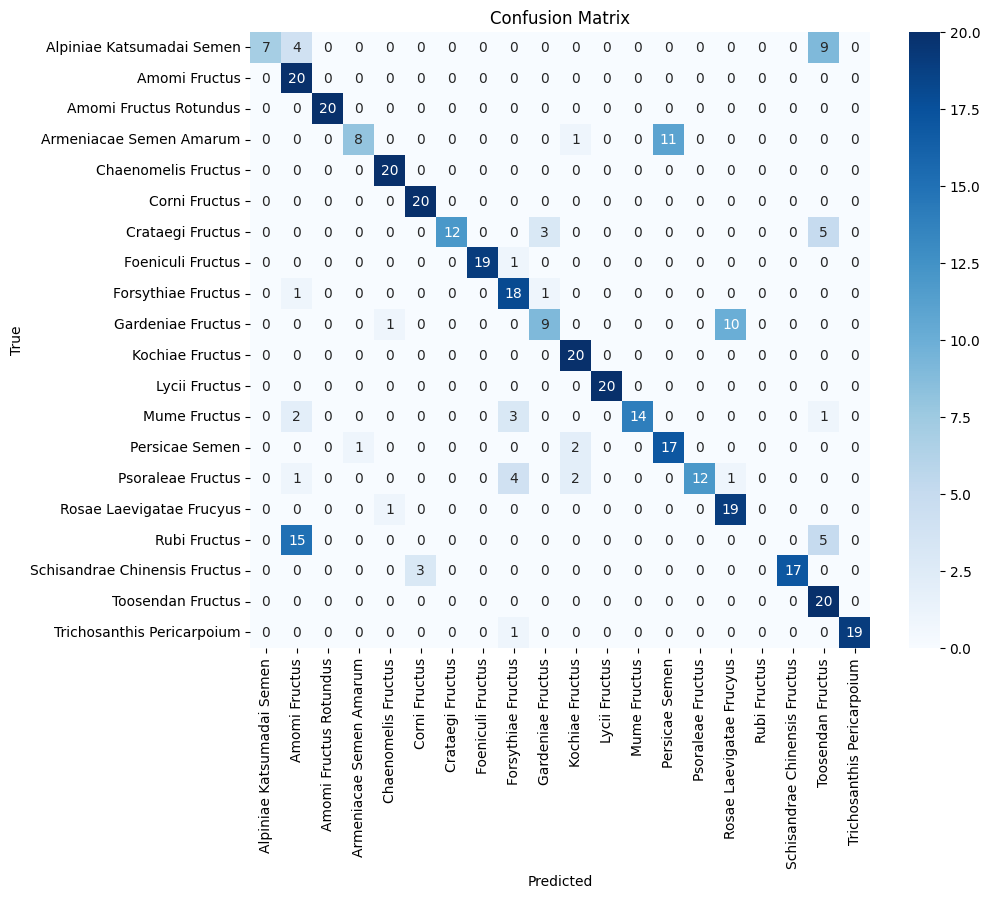 Confusion Matrix
Alpiniae Katsumadai Semen 7 4 0 0 0 0 0 0 0 0 0 0 0 0 0 0 0 0 9 0
Amomi Fructus 0 20 0 0 0 0 0 0 0 0 0 0 0 0 0 0 0 0 0 0
Amomi Fructus Rotundus 0 0 20 0 0 0 0 0 0 0 0 0 0 0 0 0 0 0 0 0
Armeniacae Semen Amarum 0 0 0 8 0 0 0 0 0 0 1 0 0 11 0 0 0 0 0 0
Chaenomelis Fructus 0 0 0 0 20 0 0 0 0 0 0 0 0 0 0 0 0 0 0 0
Corni Fructus 0 0 0 0 0 20 0 0 0 0 0 0 0 0 0 0 0 0 0 0
Crataegi Fructus 0 0 0 0 0 0 12 0 0 3 0 0 0 0 0 0 0 0 5 0
Foeniculi Fructus 0 0 0 0 0 0 0 19 1 0 0 0 0 0 0 0 0 0 0 0
Forsythiae Fructus 0 1 0 0 0 0 0 0 18 1 0 0 0 0 0 0 0 0 0 0
Gardeniae Fructus 0 0 0 0 1 0 0 0 0 9 0 0 0 0 0 10 0 0 0 0
Kochiae Fructus 0 0 0 0 0 0 0 0 0 0 20 0 0 0 0 0 0 0 0 0
Lycii Fructus 0 0 0 0 0 0 0 0 0 0 0 20 0 0 0 0 0 0 0 0
Mume Fructus 0 2 0 0 0 0 0 0 3 0 0 0 14 0 0 0 0 0 1 0
Persicae Semen 0 0 0 1 0 0 0 0 0 0 2 0 0 17 0 0 0 0 0 0
Psoraleae Fructus 0 1 0 0 0 0 0 0 4 0 2 0 0 0 12 1 0 0 0 0
Rosae Laevigatae Frucyus 0 0 0 0 1 0 0 0 0 0 0 0 0 0 0 19 0 0 0 0
Rubi Fructus 0 15 0 0 0 0 0 0 0 0 0 0 0 0 0 0 0 0 5 0
Schisandrae Chinensis Fructus 0 0 0 0 0 3 0 0 0 0 0 0 0 0 0 0 0 17 0 0
Toosendan Fructus 0 0 0 0 0 0 0 0 0 0 0 0 0 0 0 0 0 0 20 0
Trichosanthis Pericarpoium 0 0 0 0 0 0 0 0 1 0 0 0 0 0 0 0 0 0 0 19
True
Alpiniae Katsumadai Semen
Amomi Fructus
Amomi Fructus Rotundus
Armeniacae Semen Amarum
Chaenomelis Fructus
Corni Fructus
Crataegi Fructus
Foeniculi Fructus
Forsythiae Fructus
Gardeniae Fructus
Kochiae Fructus
Lycii Fructus
Mume Fructus
Persicae Semen
Psoraleae Fructus
Rosae Laevigatae Frucyus
Rubi Fructus
Schisandrae Chinensis Fructus
Toosendan Fructus
Trichosanthis Pericarpoium
Predicted
20.0
17.5
15.0
12.5
10.0
7.5
5.0
2.5
0.0